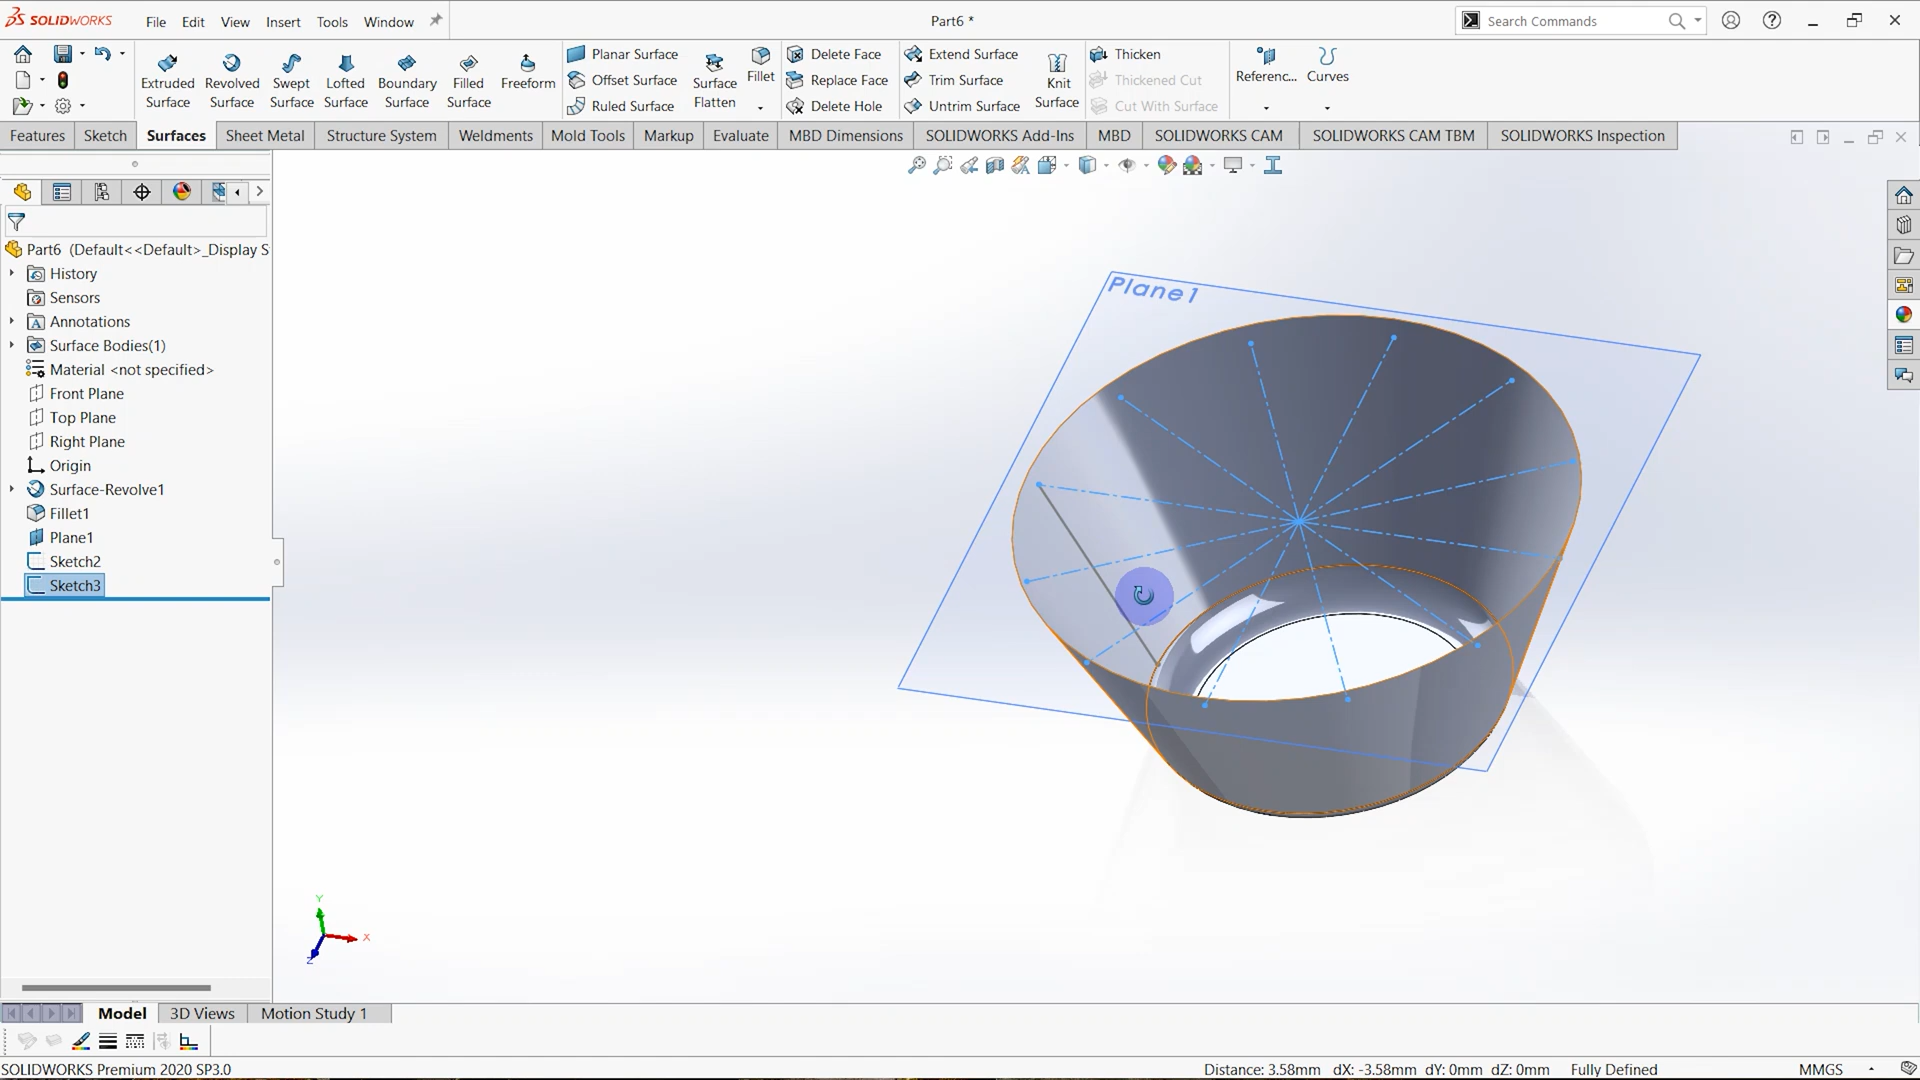 SOLIDWORKS File Edit View Insert Tools Window Part6 * Search Commands
Extruded Surface
Revolved Surface
Swept Surface
Lofted Surface
Boundary Surface
Filled Surface
Freeform
Planar Surface
Offset Surface
Ruled Surface
Surface Flatten
Fillet
Delete Face
Replace Face
Delete Hole
Extend Surface
Trim Surface
Untrim Surface
Knit Surface
Thicken
Thickened Cut
Cut With Surface
Referenc...
Curves
Features Sketch Surfaces Sheet Metal Structure System Weldments Mold Tools Markup Evaluate MBD Dimensions SOLIDWORKS Add-Ins MBD SOLIDWORKS CAM SOLIDWORKS CAM TBM SOLIDWORKS Inspection
Part6 (Default<<Default>_Display S
History
Sensors
Annotations
Surface Bodies(1)
Material <not specified>
Front Plane
Top Plane
Right Plane
Origin
Surface-Revolve1
Fillet1
Plane1
Sketch2
Sketch3
Plane1
Y
X
Z
Model 3D Views Motion Study 1
SOLIDWORKS Premium 2020 SP3.0 Distance: 3.58mm dX: -3.58mm dY: 0mm dZ: 0mm Fully Defined MMGS